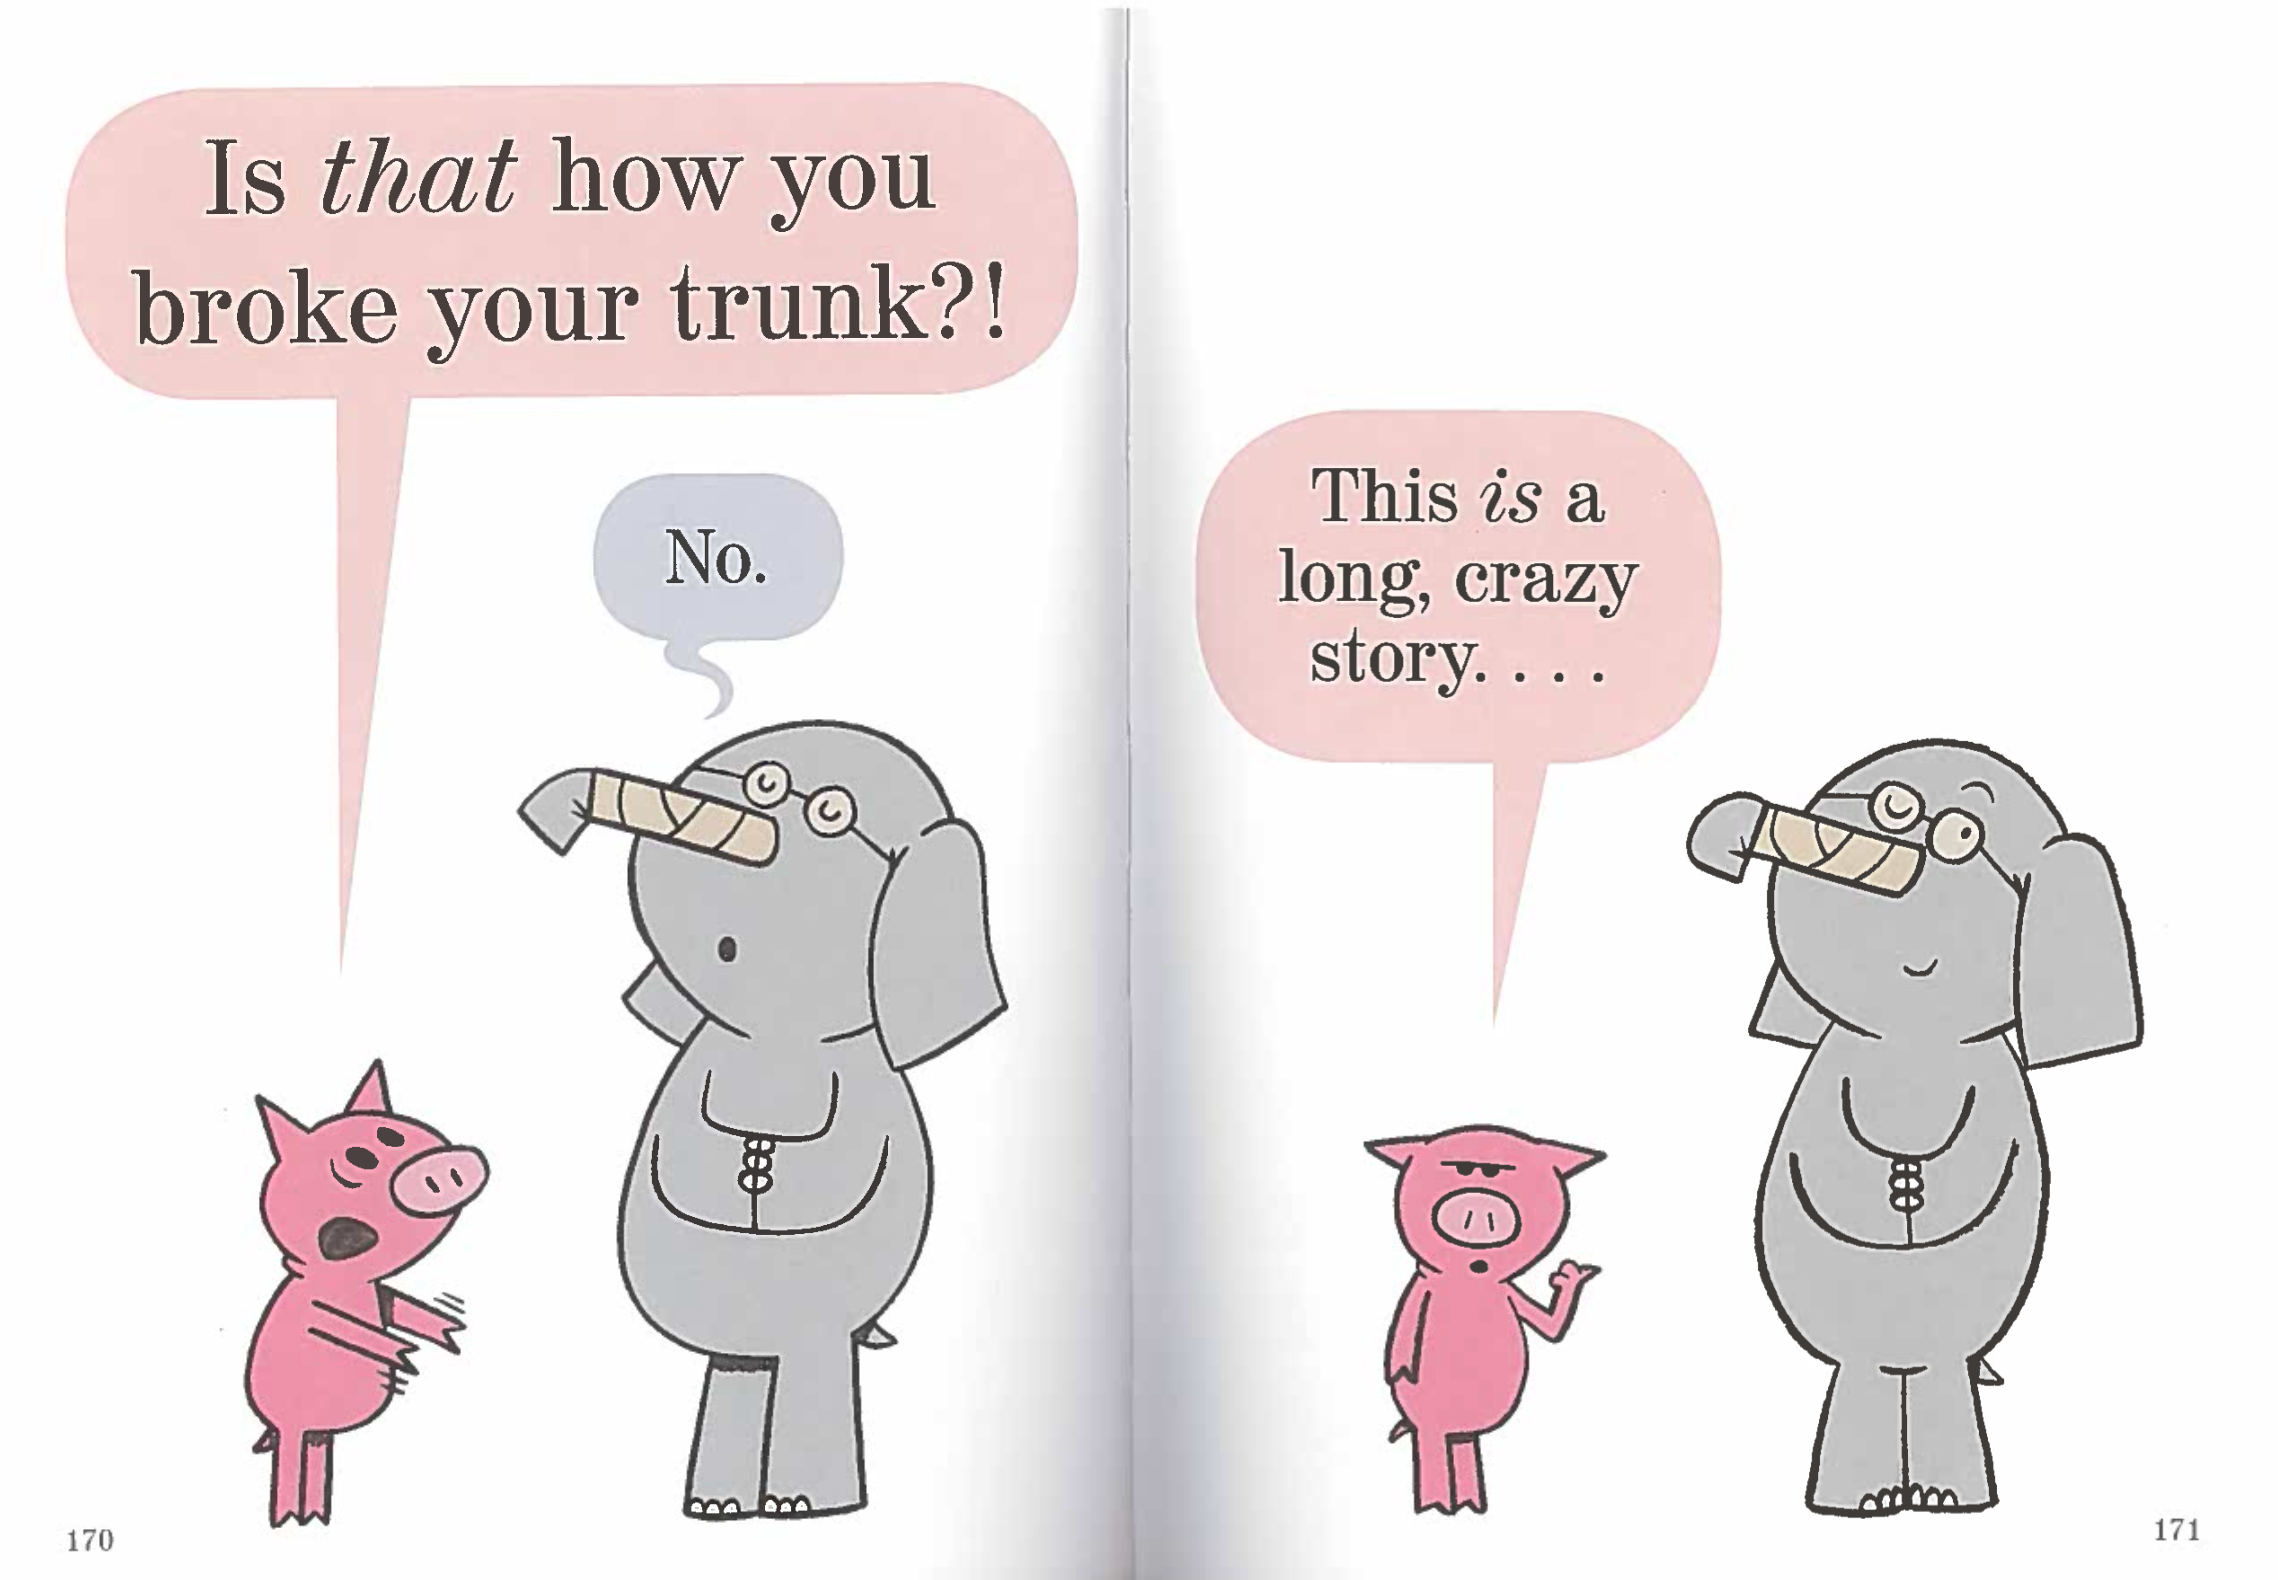 Is that how you
broke your trunk?!
No.
170
This is a
long, crazy
story. . . .
171